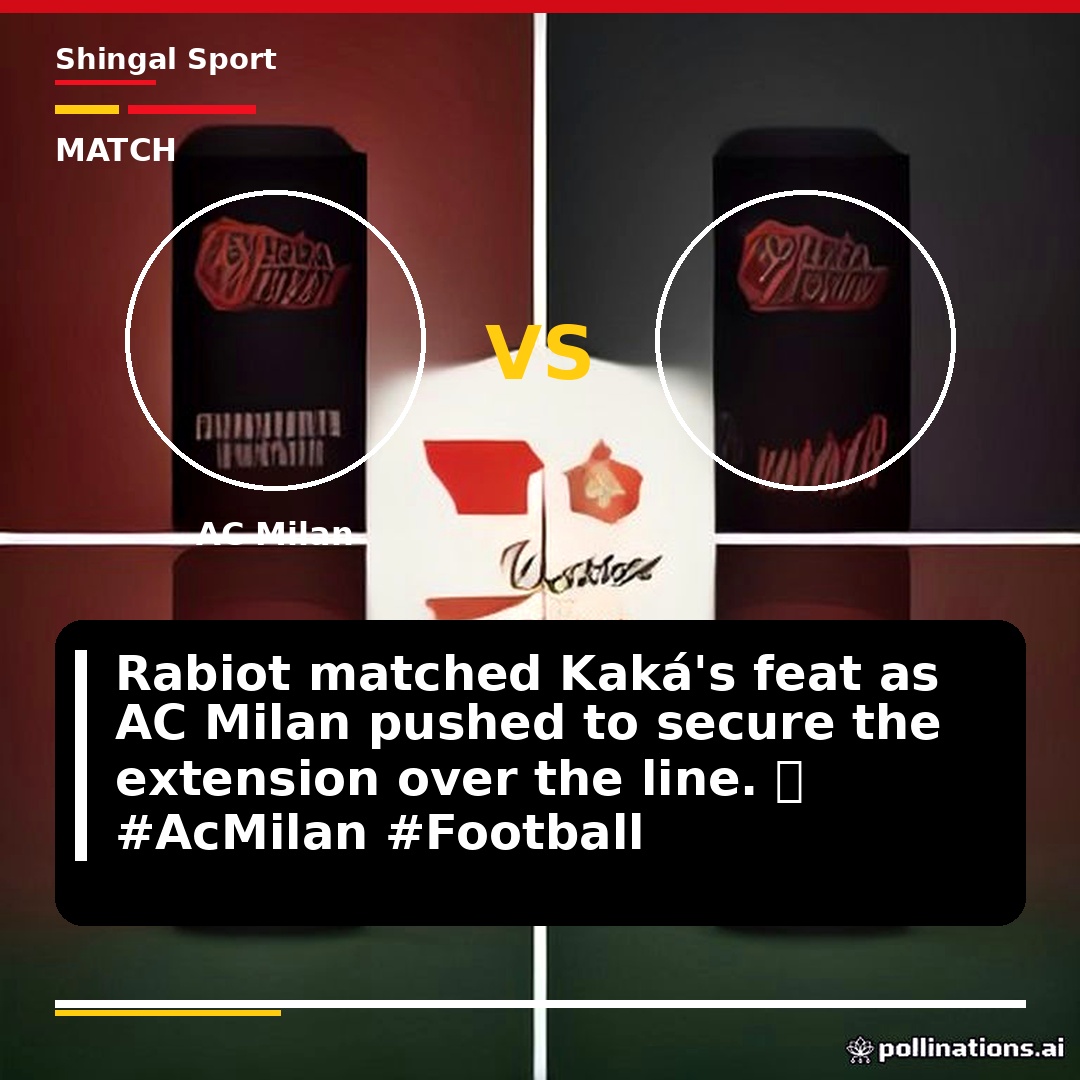 Shingal Sport
MATCH
VS
AC Milan
Rabiot matched Kaká's feat as
AC Milan pushed to secure the
extension over the line.
#AcMilan #Football
pollinations.ai